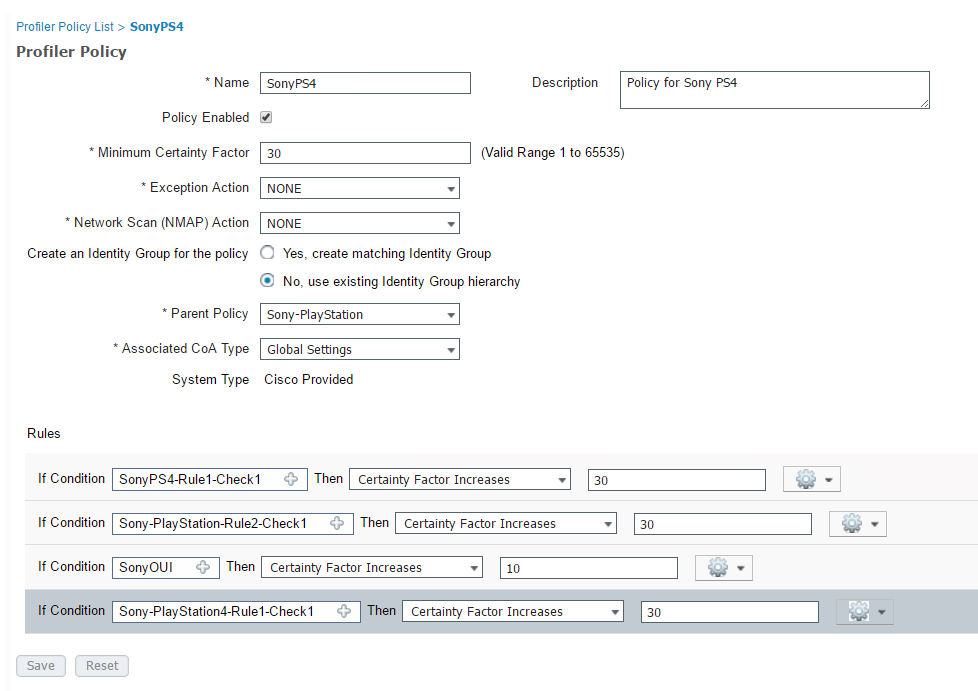 Profiler Policy List > SonyPS4
Profiler Policy
* Name SonyPS4 Description Policy for Sony PS4
Policy Enabled
* Minimum Certainty Factor 30 (Valid Range 1 to 65535)
* Exception Action NONE
* Network Scan (NMAP) Action NONE
Create an Identity Group for the policy Yes, create matching Identity Group
No, use existing Identity Group hierarchy
* Parent Policy Sony-PlayStation
* Associated CoA Type Global Settings
System Type Cisco Provided
Rules
If Condition SonyPS4-Rule1-Check1 Then Certainty Factor Increases 30
If Condition Sony-PlayStation-Rule2-Check1 Then Certainty Factor Increases 30
If Condition SonyOUI Then Certainty Factor Increases 10
If Condition Sony-PlayStation4-Rule1-Check1 Then Certainty Factor Increases 30
Save Reset